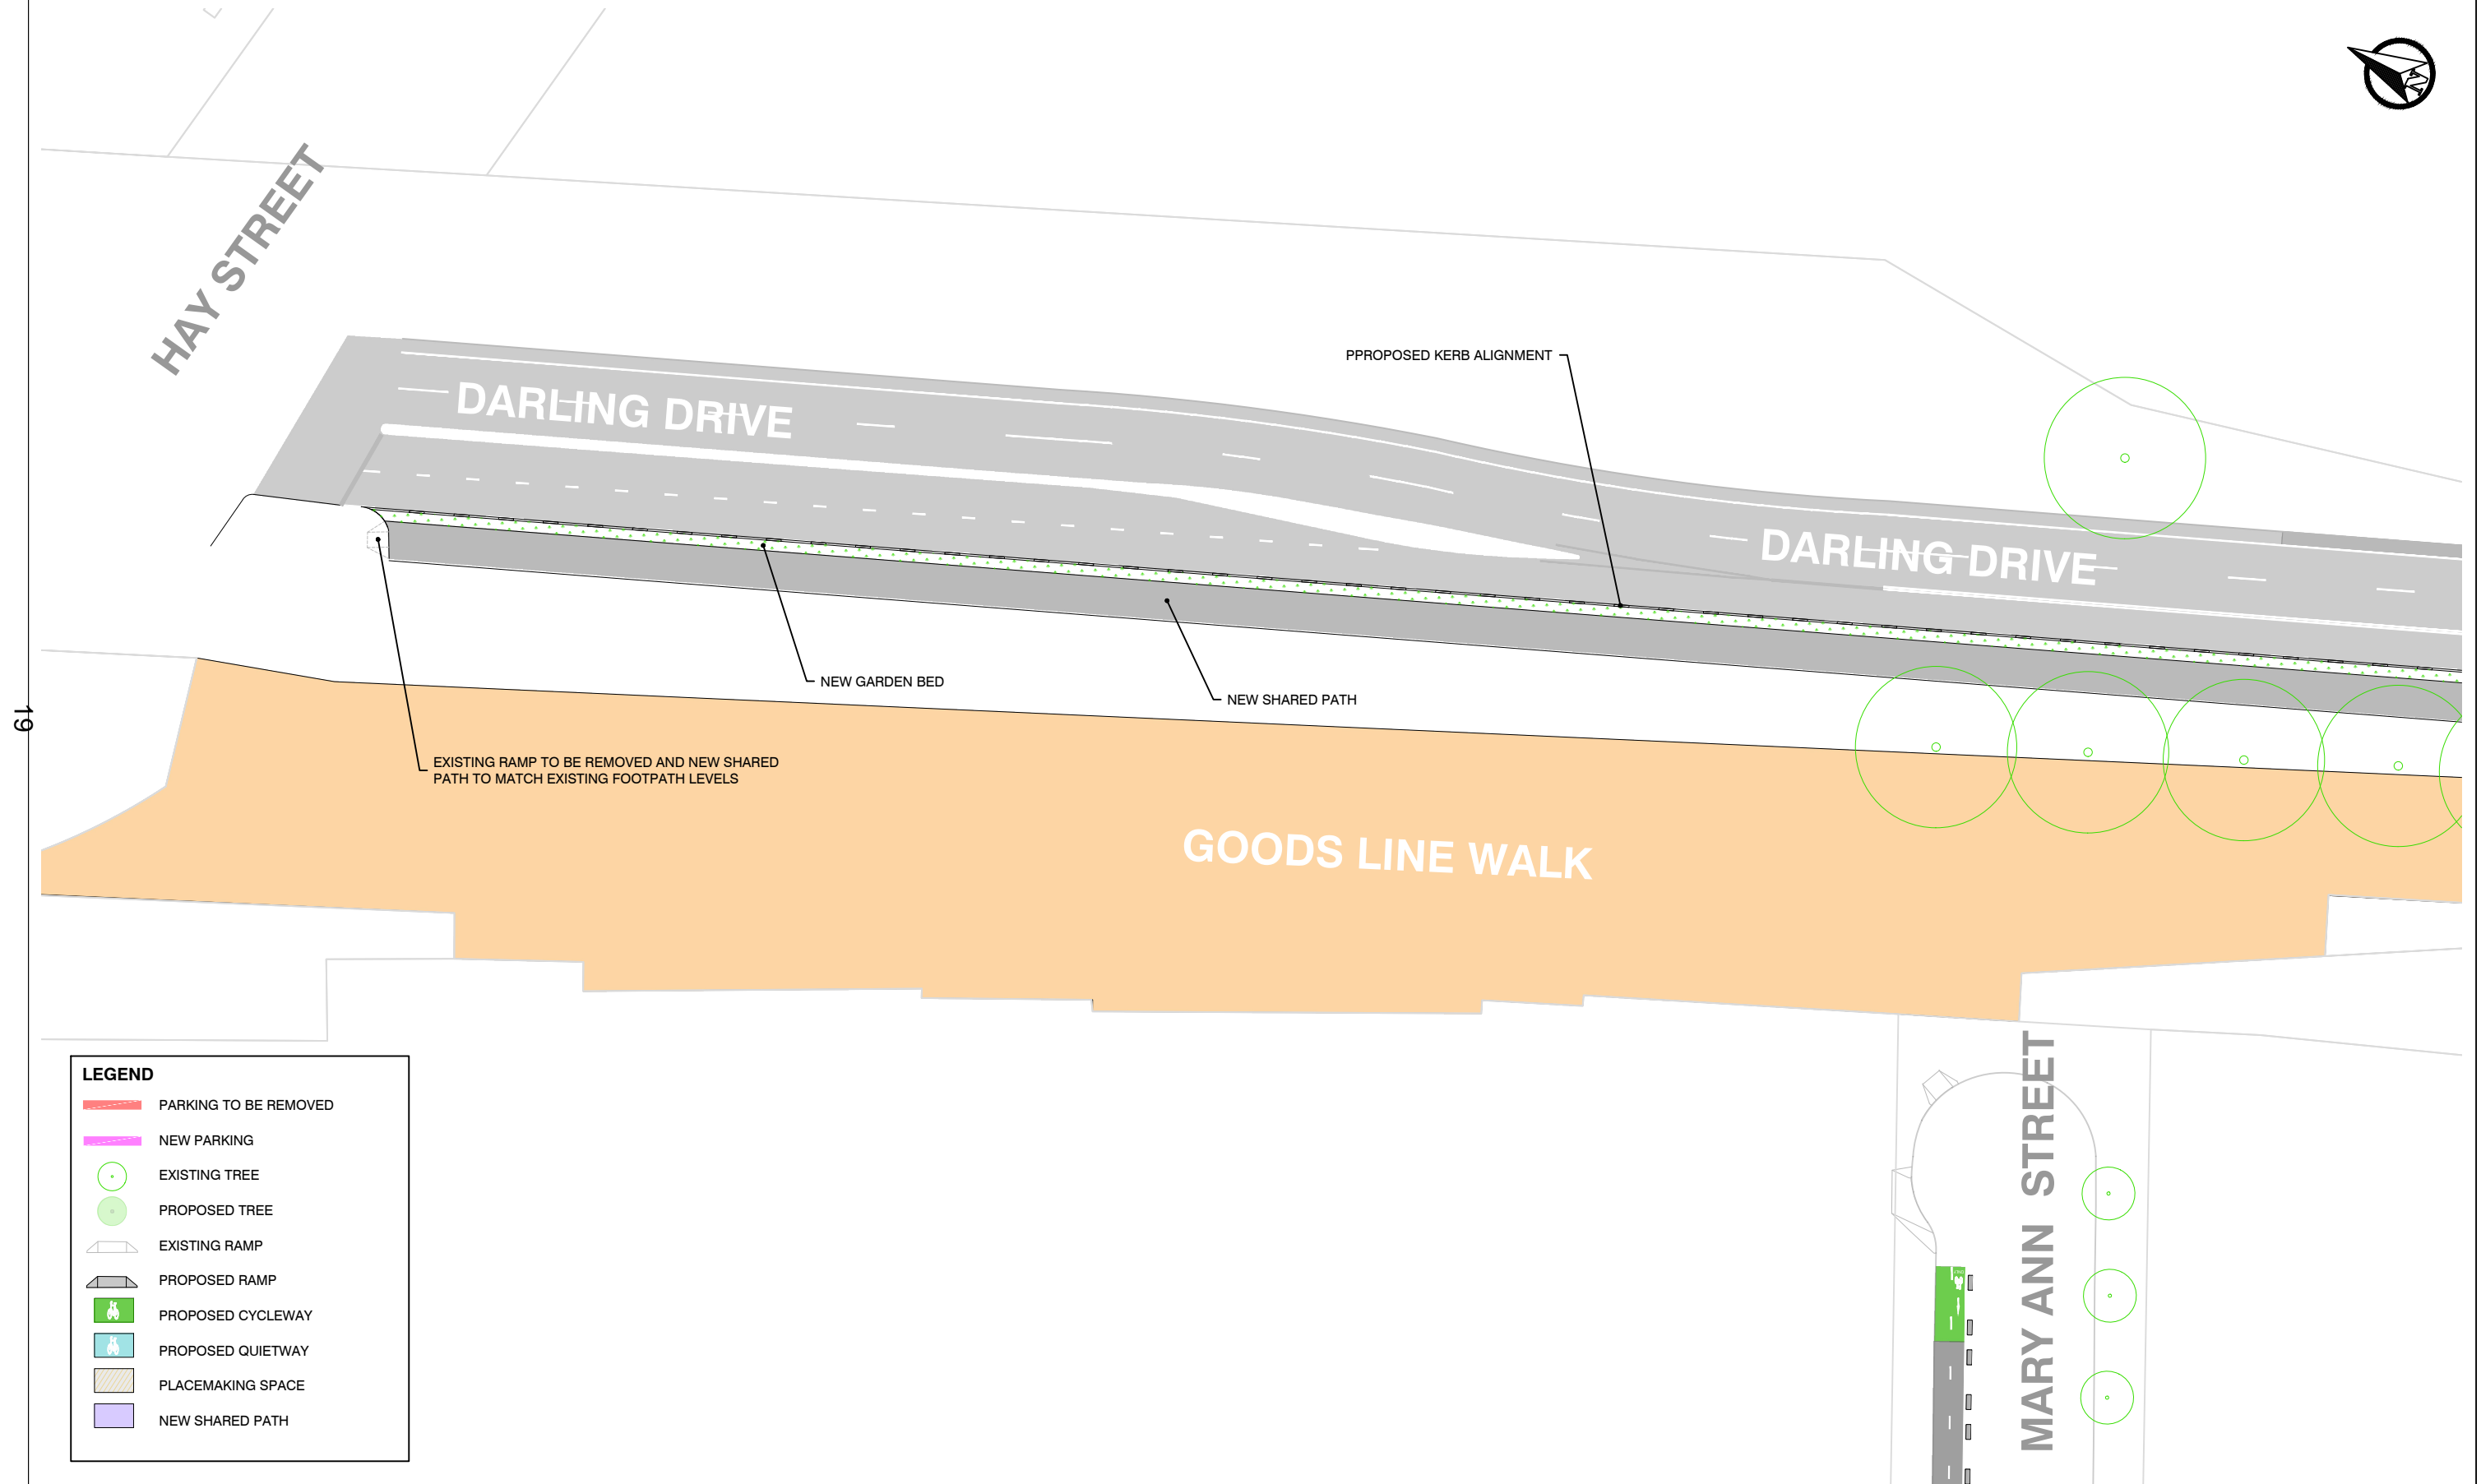 HAY STREET
DARLING DRIVE
PPROPOSED KERB ALIGNMENT
DARLING DRIVE
NEW GARDEN BED
NEW SHARED PATH
19
EXISTING RAMP TO BE REMOVED AND NEW SHARED
PATH TO MATCH EXISTING FOOTPATH LEVELS
GOODS LINE WALK
MARY ANN STREET
LEGEND
PARKING TO BE REMOVED
NEW PARKING
EXISTING TREE
PROPOSED TREE
EXISTING RAMP
PROPOSED RAMP
PROPOSED CYCLEWAY
PROPOSED QUIETWAY
PLACEMAKING SPACE
NEW SHARED PATH